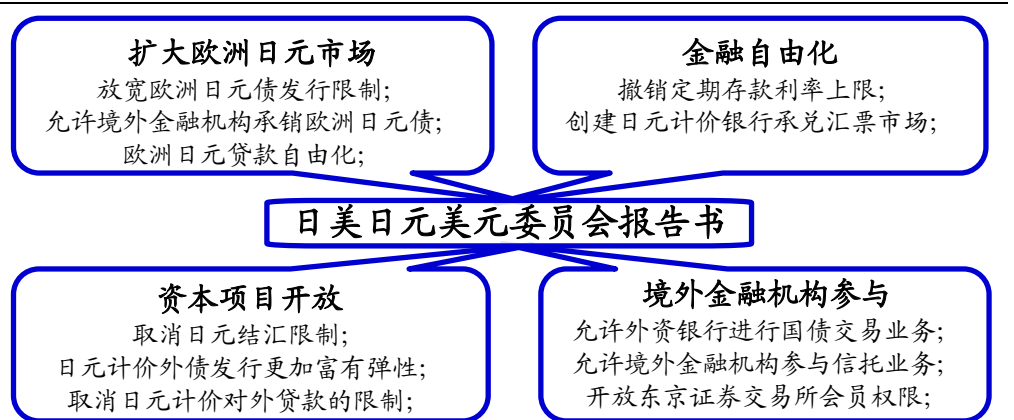 扩大欧洲日元市场
放宽欧洲日元债发行限制;
允许境外金融机构承销欧洲日元债;
欧洲日元贷款自由化;
金融自由化
撤销定期存款利率上限;
创建日元计价银行承兑汇票市场;
日美日元美元委员会报告书
资本项目开放
取消日元结汇限制;
日元计价外债发行更加富有弹性;
取消日元计价对外贷款的限制;
境外金融机构参与
允许外资银行进行国债交易业务;
允许境外金融机构参与信托业务;
开放东京证券交易所会员权限;